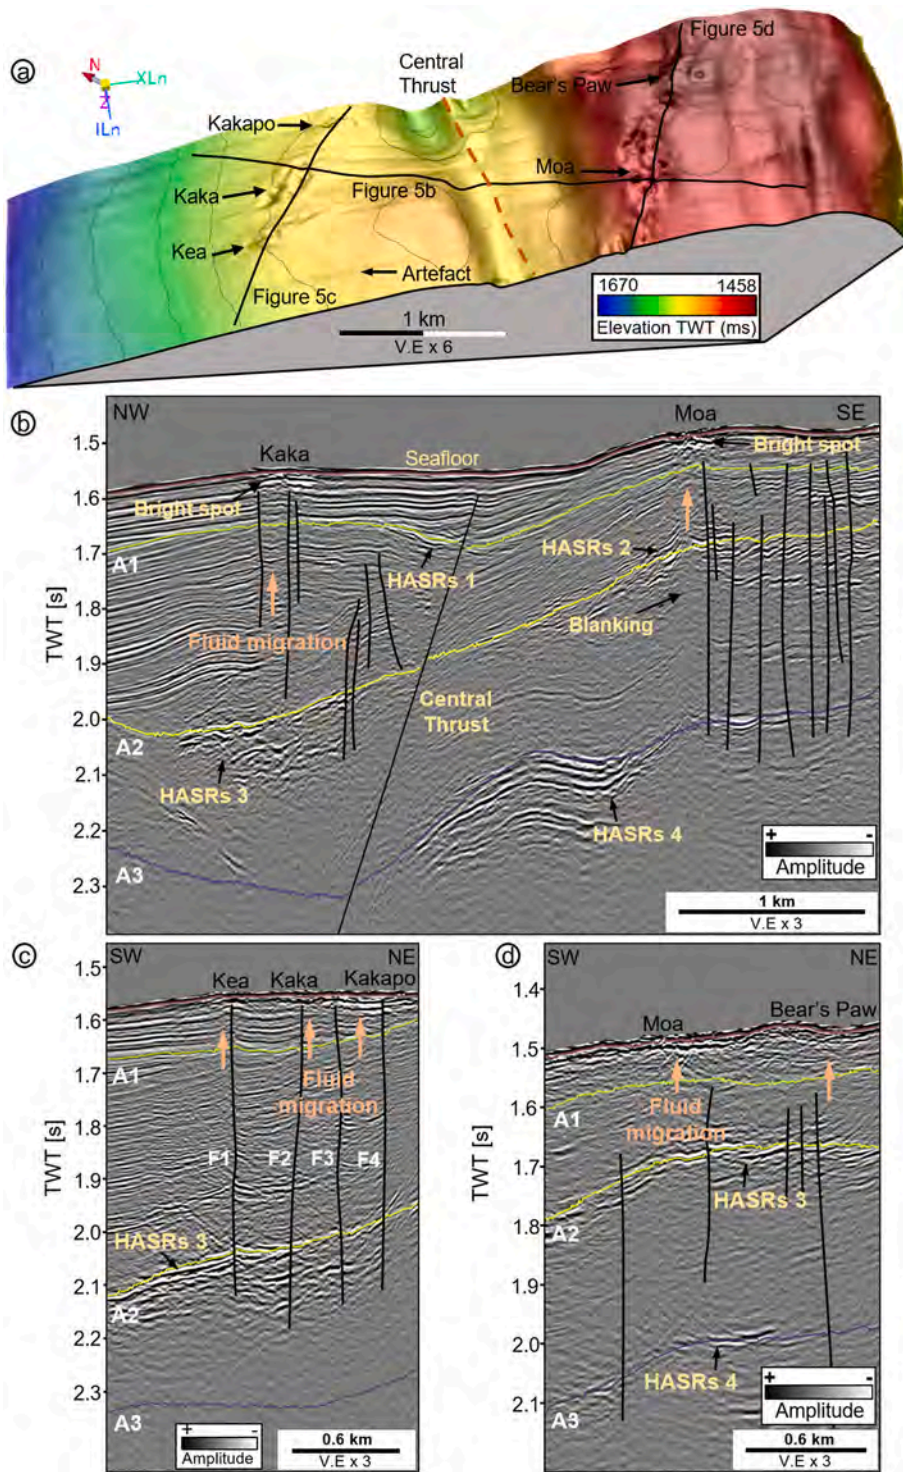 a
N
XLn
Z
ILn
Central
Thrust
Figure 5d
Bear's Paw
Kakapo
Moa
Figure 5b
Kaka
Kea
Artefact
Figure 5c
1670 1458
Elevation TWT (ms)
1 km
V.E x 6
b
NW
Moa
SE
Kaka
Seafloor
Bright spot
Bright spot
1.5
1.6
1.7
1.8
1.9
2.0
2.1
2.2
2.3
TWT [s]
A1
HASRs 1
HASRs 2
Blanking
Fluid migration
Central
Thrust
A2
HASRs 3
HASRs 4
A3
+ -
Amplitude
1 km
V.E x 3
c
SW
NE
Kea
Kaka
Kakapo
1.5
1.6
1.7
1.8
1.9
2.0
2.1
2.2
2.3
TWT [s]
A1
Fluid
migration
F1
F2
F3
F4
HASRs 3
A2
A3
+ -
Amplitude
0.6 km
V.E x 3
d
SW
NE
Moa
Bear's Paw
1.4
1.5
1.6
1.7
1.8
1.9
2.0
2.1
TWT [s]
A1
Fluid
migration
HASRs 3
A2
HASRs 4
A3
+ -
Amplitude
0.6 km
V.E x 3